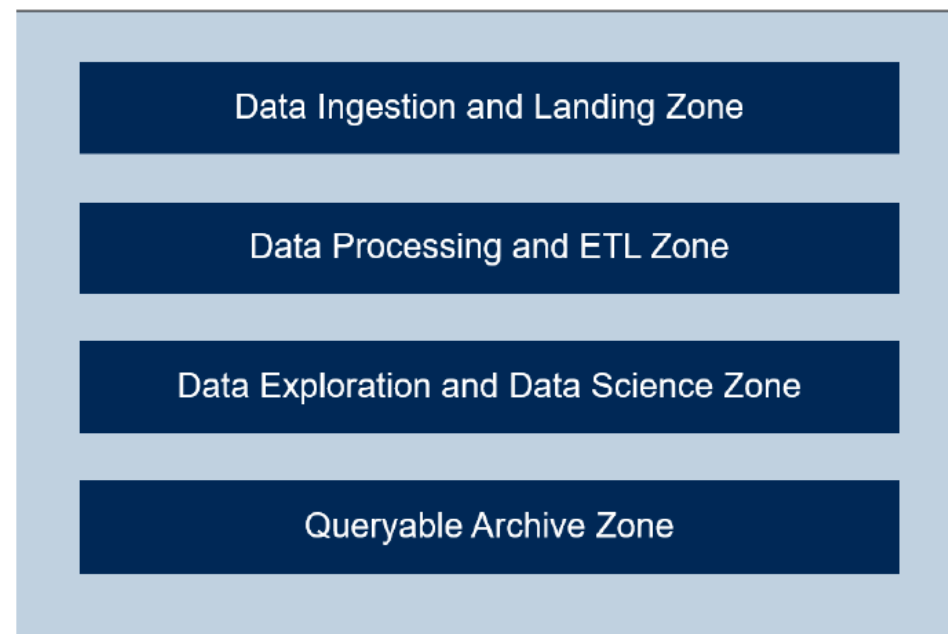 Data Ingestion and Landing Zone
Data Processing and ETL Zone
Data Exploration and Data Science Zone
Queryable Archive Zone